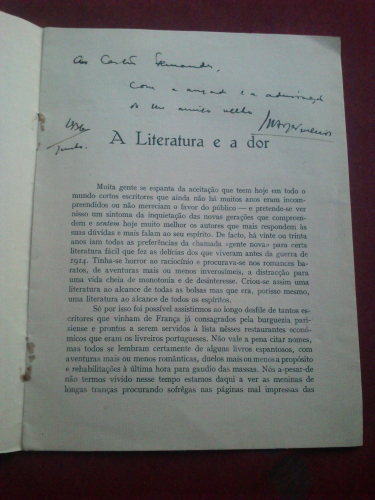 Ao Carlos Fernandes,
com a amizade e a admiração
do seu amigo velho
1936
Junho.
A Literatura e a dor
Muita gente se espanta da aceitação que teem hoje em todo o
mundo certos escritores que ainda não há muitos anos eram incom-
preendidos ou não mereciam o favor do público — e pretende-se ver
nisso um sintoma da inquietação das novas gerações que compreen-
dem e sentem hoje muito melhor os autores que mais respondem às
suas dúvidas e mais falam ao seu espírito. De facto, há vinte ou trinta
anos iam todas as preferências da chamada «gente nova» para certa
literatura fácil que fez as delícias dos que viveram antes da guerra de
1914. Tinha-se horror ao raciocínio e procurava-se nos romances ba-
ratos, de aventuras mais ou menos inverosímeis, a distracção para
uma vida cheia de monotonia e de desinteresse. Criou-se assim uma
literatura ao alcance de todas as bolsas mas que era, porisso mesmo,
uma literatura ao alcance de todos os espíritos.
Só por isso foi possível assistirmos ao longo desfile de tantos es-
critores que vinham de França já consagrados pela burguezia pari-
siense e prontos a serem servidos à lista nêsses restaurantes econó-
micos que eram os livreiros portugueses. Não vale a pena citar nomes,
mas todos se lembram certamente de alguns livros espantosos, com
aventuras mais ou menos românticas, duelos mais ou menos a propósito
e rehabilitações à última hora para gaudio das massas. Nós a-pesar-de
não termos vivido nesse tempo estamos daqui a ver as meninas de
longas tranças procurando sofrêgas nas páginas mal impressas das